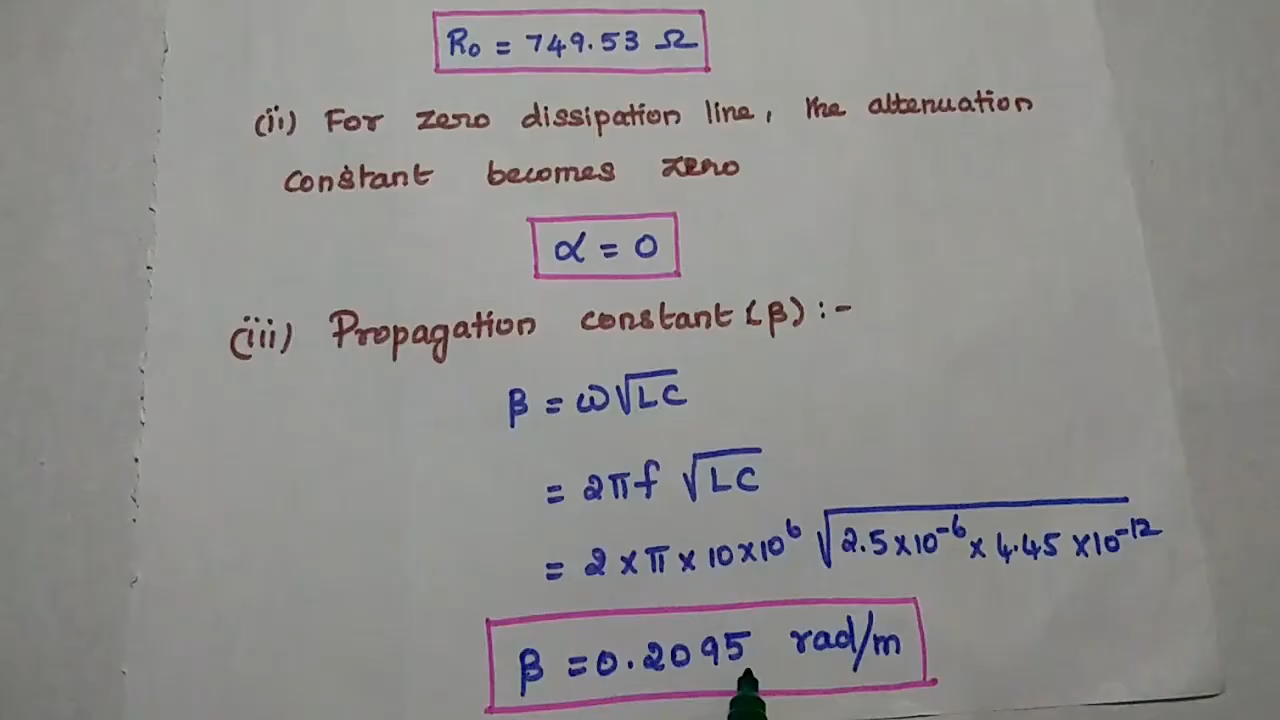 R₀ = 749.53 Ω
(ii) For zero dissipation line, the attenuation
constant becomes zero
α = 0
(iii) Propagation constant (β) :-
β = ω√LC
= 2πf √LC
= 2 × π × 10 × 10⁶ √2.5 × 10⁻⁶ × 4.45 × 10⁻¹²
β = 0.2095 rad/m